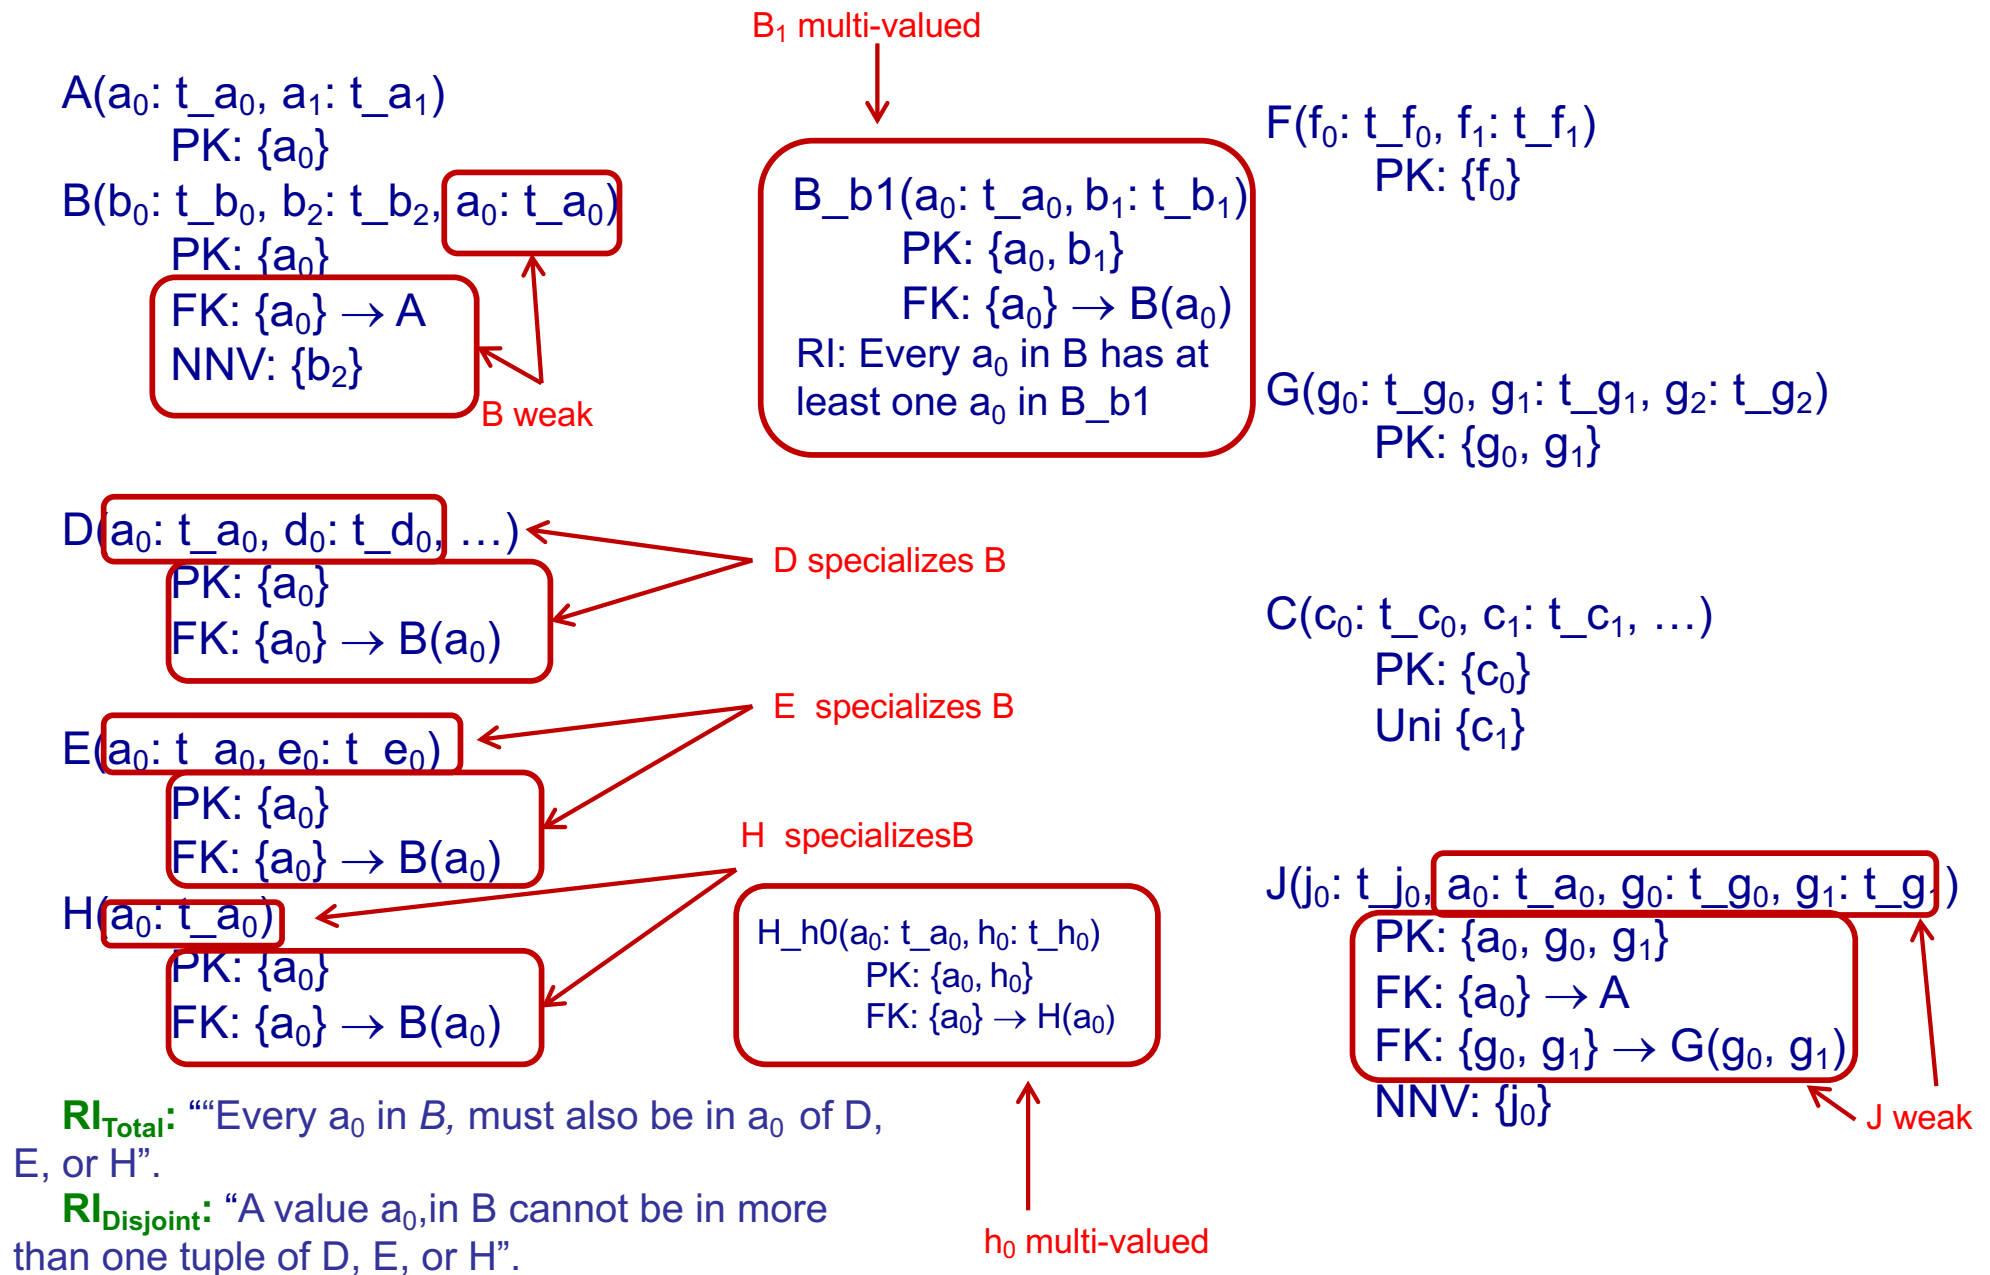 B₁ multi-valued
A(a₀: t_a₀, a₁: t_a₁)
PK: {a₀}
B(b₀: t_b₀, b₂: t_b₂, a₀: t_a₀)
PK: {a₀}
FK: {a₀} → A
NNV: {b₂}
B weak
B_b1(a₀: t_a₀, b₁: t_b₁)
PK: {a₀, b₁}
FK: {a₀} → B(a₀)
RI: Every a₀ in B has at
least one a₀ in B_b1
F(f₀: t_f₀, f₁: t_f₁)
PK: {f₀}
G(g₀: t_g₀, g₁: t_g₁, g₂: t_g₂)
PK: {g₀, g₁}
D(a₀: t_a₀, d₀: t_d₀, …)
PK: {a₀}
FK: {a₀} → B(a₀)
D specializes B
C(c₀: t_c₀, c₁: t_c₁, …)
PK: {c₀}
Uni {c₁}
E(a₀: t_a₀, e₀: t_e₀)
PK: {a₀}
FK: {a₀} → B(a₀)
E specializes B
H(a₀: t_a₀)
PK: {a₀}
FK: {a₀} → B(a₀)
H specializesB
H_h0(a₀: t_a₀, h₀: t_h₀)
PK: {a₀, h₀}
FK: {a₀} → H(a₀)
h₀ multi-valued
J(j₀: t_j₀, a₀: t_a₀, g₀: t_g₀, g₁: t_g₁)
PK: {a₀, g₀, g₁}
FK: {a₀} → A
FK: {g₀, g₁} → G(g₀, g₁)
NNV: {j₀}
J weak
RI_Total: ““Every a₀ in B, must also be in a₀ of D,
E, or H”.
RI_Disjoint: “A value a₀,in B cannot be in more
than one tuple of D, E, or H”.